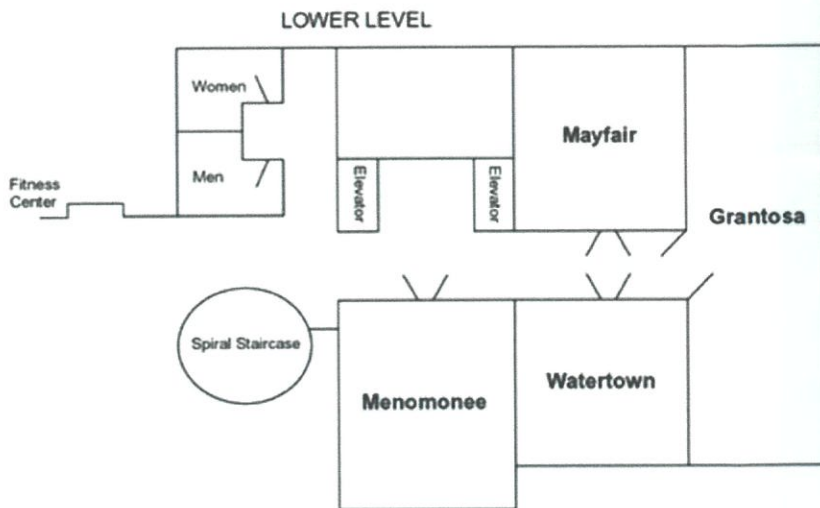 LOWER LEVEL
Women
Mayfair
Men
Elevator
Elevator
Fitness
Center
Grantosa
Spiral Staircase
Menomonee
Watertown